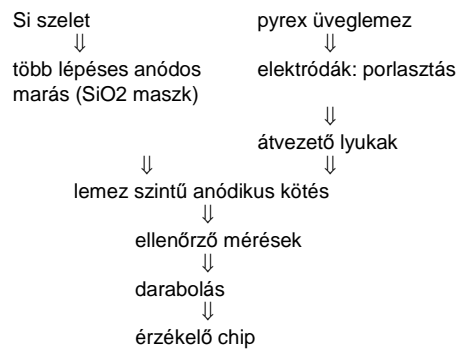 Si szelet
pyrex üveglemez
⇓ ⇓
több lépéses anódos
marás (SiO2 maszk)
elektródák: porlasztás
⇓
átvezető lyukak
⇓ ⇓
lemez szintű anódikus kötés
⇓
ellenőrző mérések
⇓
darabolás
⇓
érzékelő chip